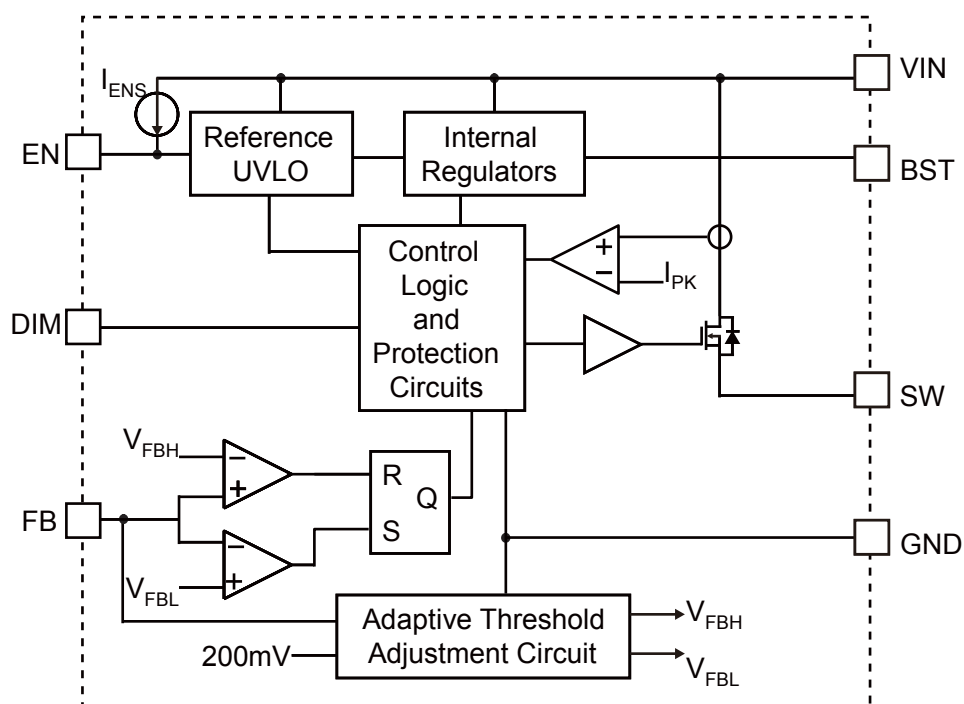 I_ENS
VIN
EN
Reference
UVLO
Internal
Regulators
BST
Control
Logic
and
Protection
Circuits
+
−
I_PK
DIM
SW
V_FBH
−
+
R
Q
S
FB
−
+
V_FBL
GND
Adaptive Threshold
Adjustment Circuit
200mV
V_FBH
V_FBL